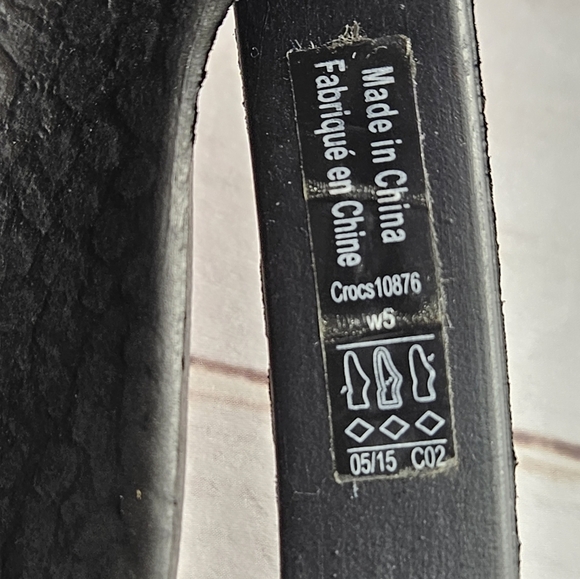 Made in China
Fabriqué en Chine
Crocs10876
w5
05/15 C02